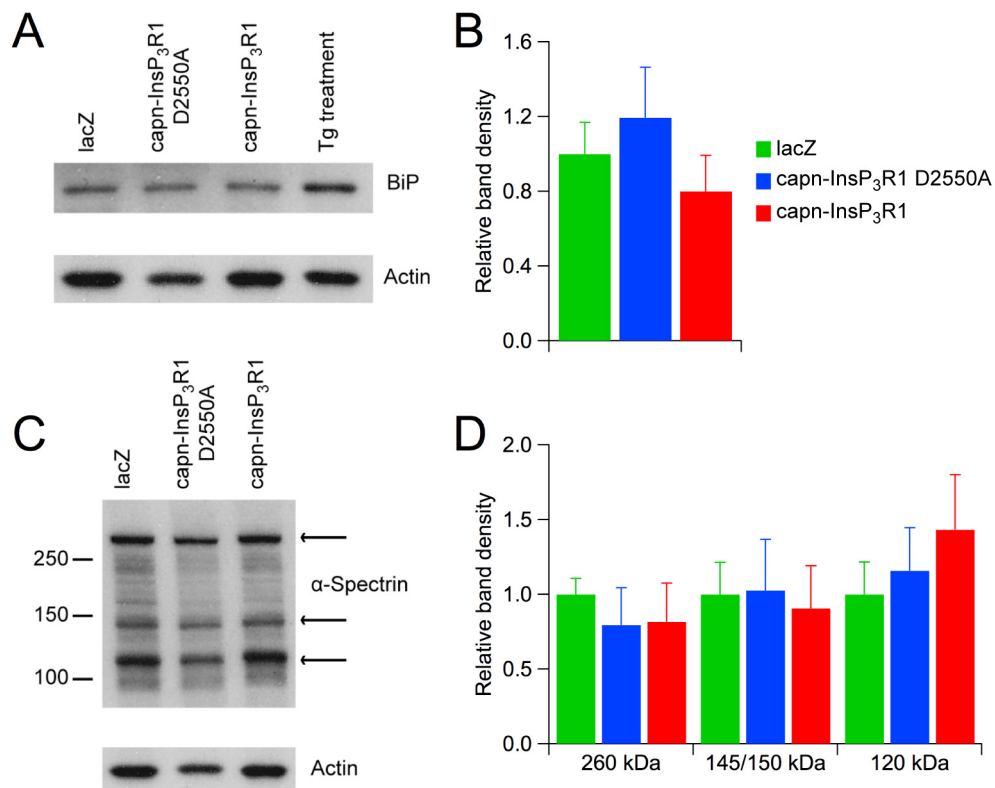 A
lacZ
capn-InsP₃R1
D2550A
capn-InsP₃R1
Tg treatment
BiP
Actin
B
Relative band density
1.6
1.2
0.8
0.4
0.0
lacZ
capn-InsP₃R1 D2550A
capn-InsP₃R1
C
lacZ
capn-InsP₃R1
D2550A
capn-InsP₃R1
250
150
100
α-Spectrin
Actin
D
Relative band density
2.0
1.5
1.0
0.5
0.0
260 kDa
145/150 kDa
120 kDa